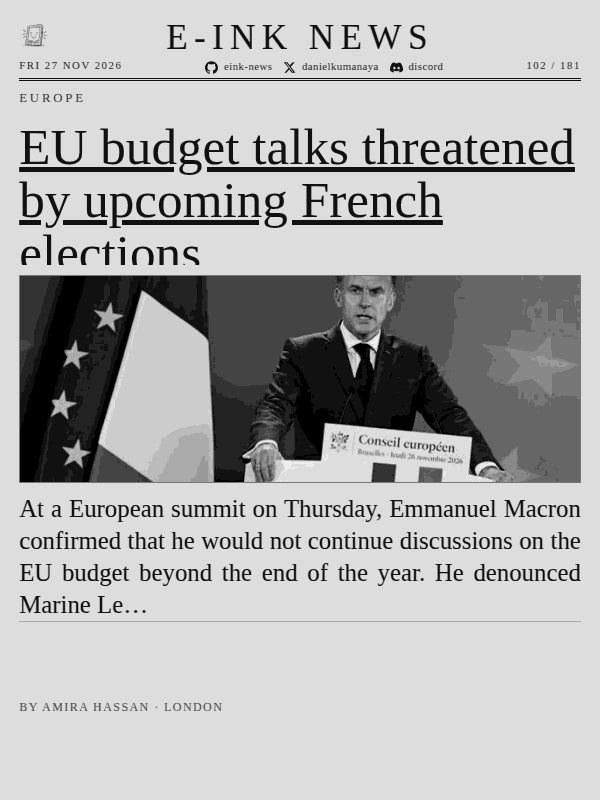 E-INK NEWS
FRI 27 NOV 2026
eink-news
danielkumanaya
discord
102 / 181
EUROPE
EU budget talks threatened
by upcoming French
elections
Conseil européen
Bruxelles - Jeudi 26 novembre 2026
At a European summit on Thursday, Emmanuel Macron
confirmed that he would not continue discussions on the
EU budget beyond the end of the year. He denounced
Marine Le…
BY AMIRA HASSAN · LONDON